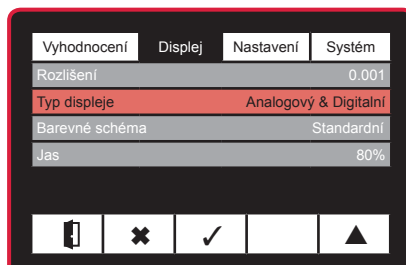 Vyhodnocení Displej Nastavení Systém
Rozlišení 0.001
Typ displeje Analogový & Digitalní
Barevné schéma Standardní
Jas 80%